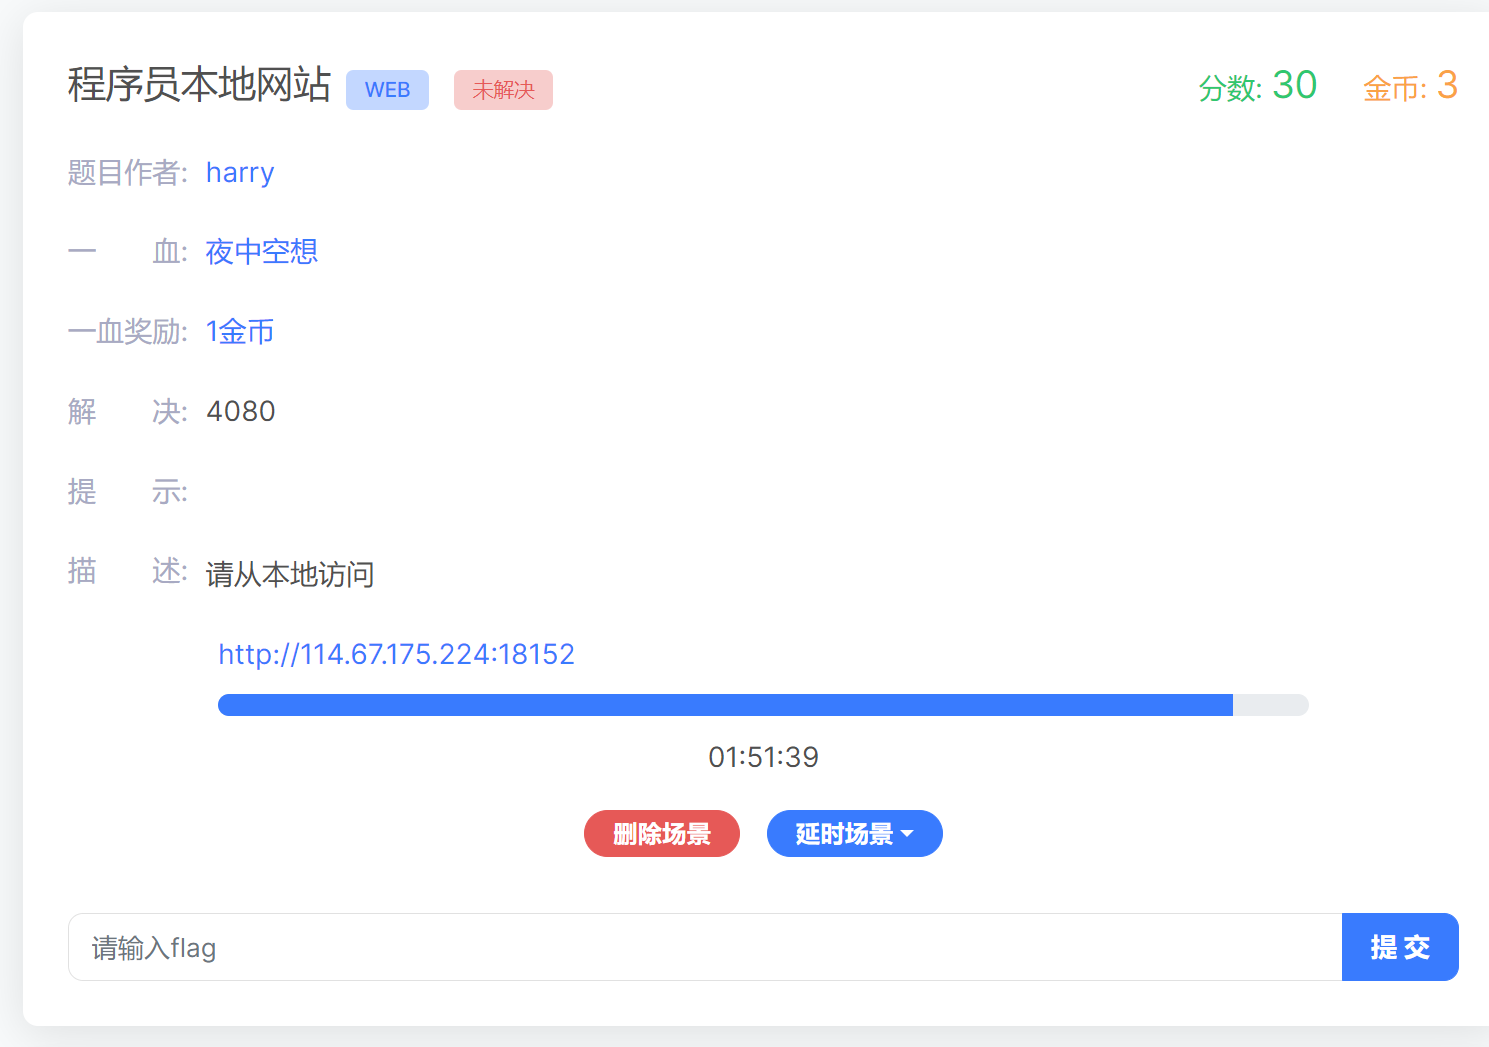 程序员本地网站 WEB 未解决 分数: 30 金币: 3
题目作者: harry
一 血: 夜中空想
一血奖励: 1金币
解 决: 4080
提 示:
描 述: 请从本地访问
http://114.67.175.224:18152
01:51:39
删除场景 延时场景
请输入flag 提 交